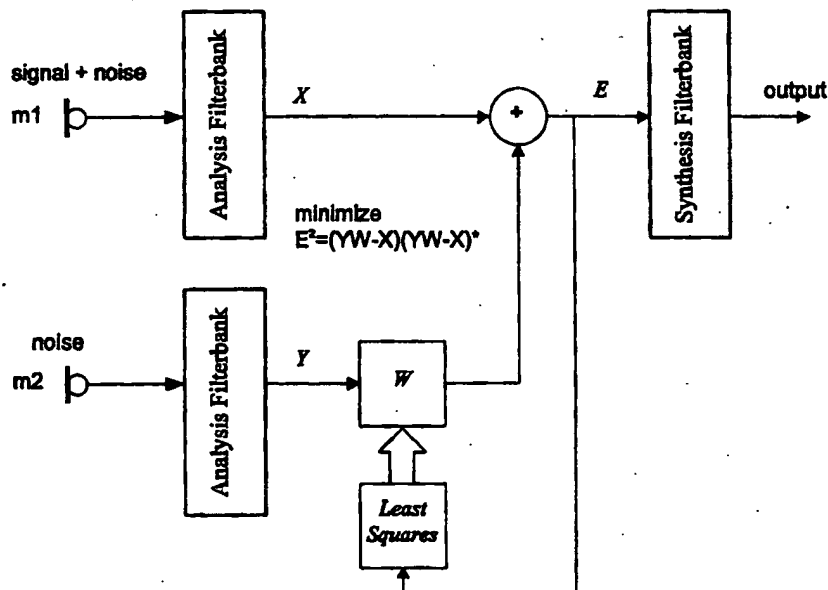 signal + noise
m1
Analysis Filterbank
X
+
E
Synthesis Filterbank
output
minimize
E²=(YW-X)(YW-X)*
noise
m2
Analysis Filterbank
Y
W
Least
Squares